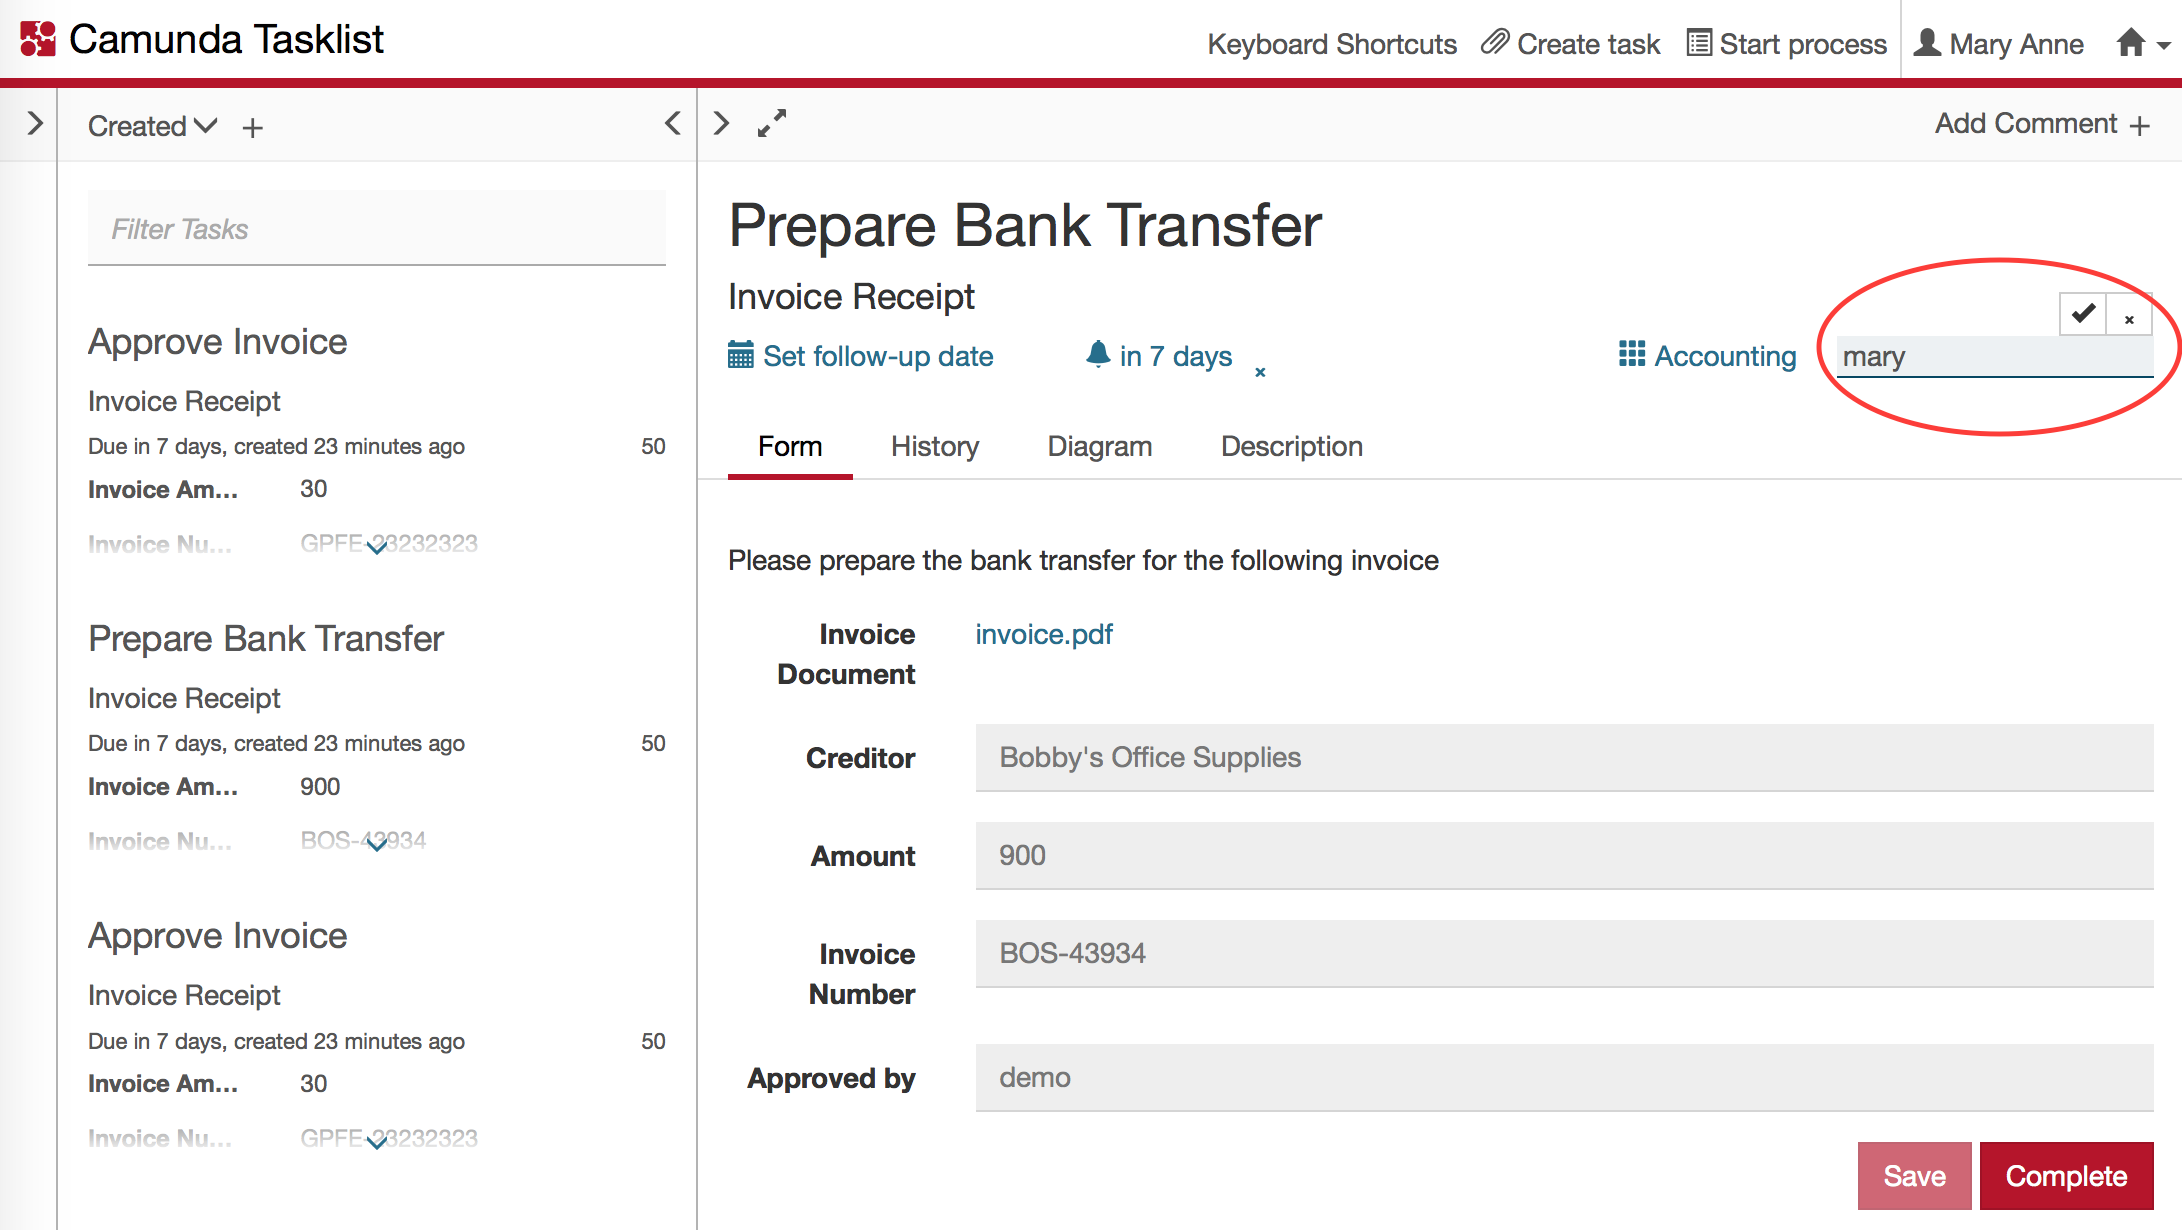 Camunda Tasklist
Keyboard Shortcuts Create task Start process Mary Anne
Created +
Add Comment +
Filter Tasks
Approve Invoice
Invoice Receipt
Due in 7 days, created 23 minutes ago 50
Invoice Am... 30
Invoice Nu... GPFE-23232323
Prepare Bank Transfer
Invoice Receipt
Due in 7 days, created 23 minutes ago 50
Invoice Am... 900
Invoice Nu... BOS-43934
Approve Invoice
Invoice Receipt
Due in 7 days, created 23 minutes ago 50
Invoice Am... 30
Invoice Nu... GPFE-23232323
Prepare Bank Transfer
Invoice Receipt
Set follow-up date in 7 days × Accounting mary
Form History Diagram Description
Please prepare the bank transfer for the following invoice
Invoice Document invoice.pdf
Creditor Bobby's Office Supplies
Amount 900
Invoice Number BOS-43934
Approved by demo
Save Complete